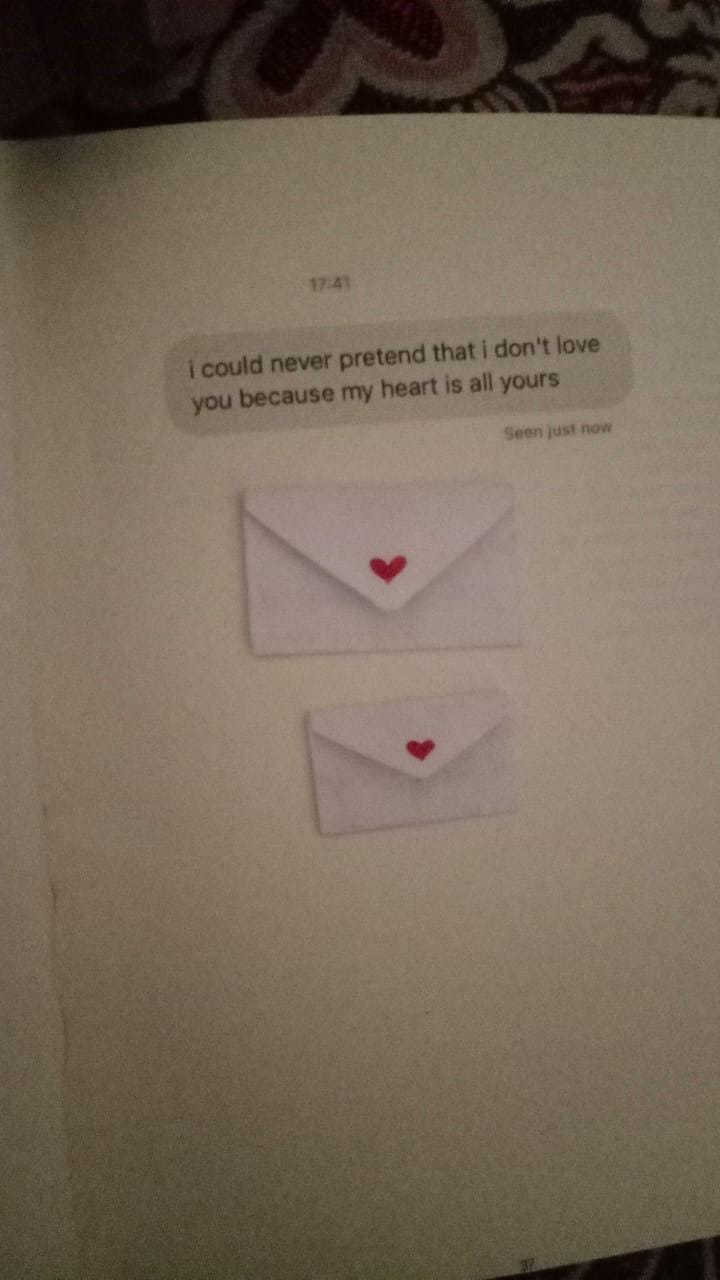 17:41
i could never pretend that i don't love
you because my heart is all yours
Seen just now
37